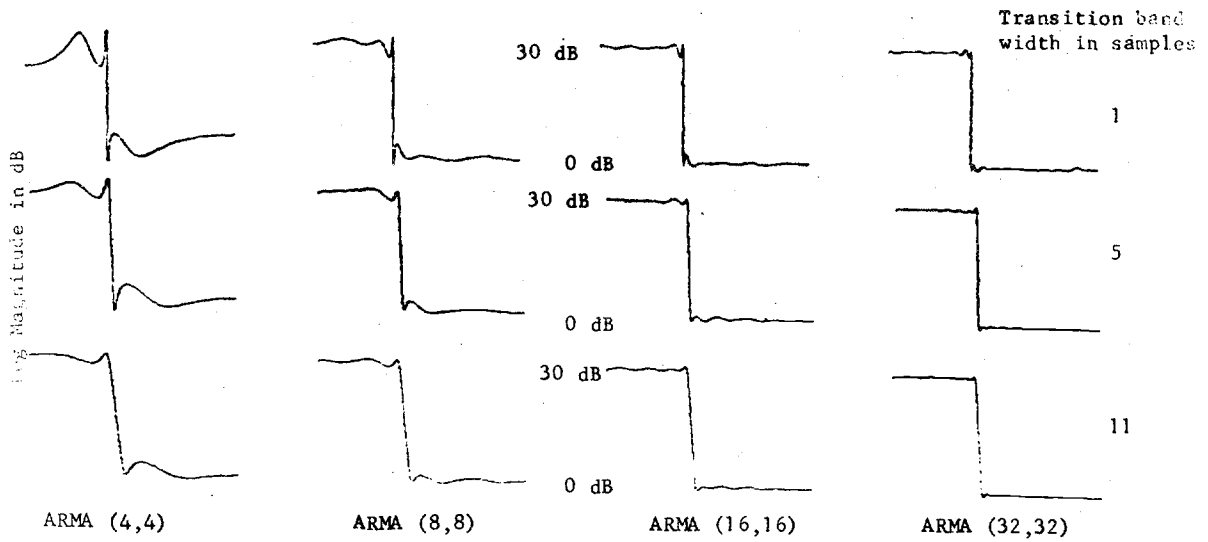 Transition band
width in samples
30 dB
1
0 dB
Log Magnitude in dB
30 dB
5
0 dB
30 dB
11
0 dB
ARMA (4,4)
ARMA (8,8)
ARMA (16,16)
ARMA (32,32)